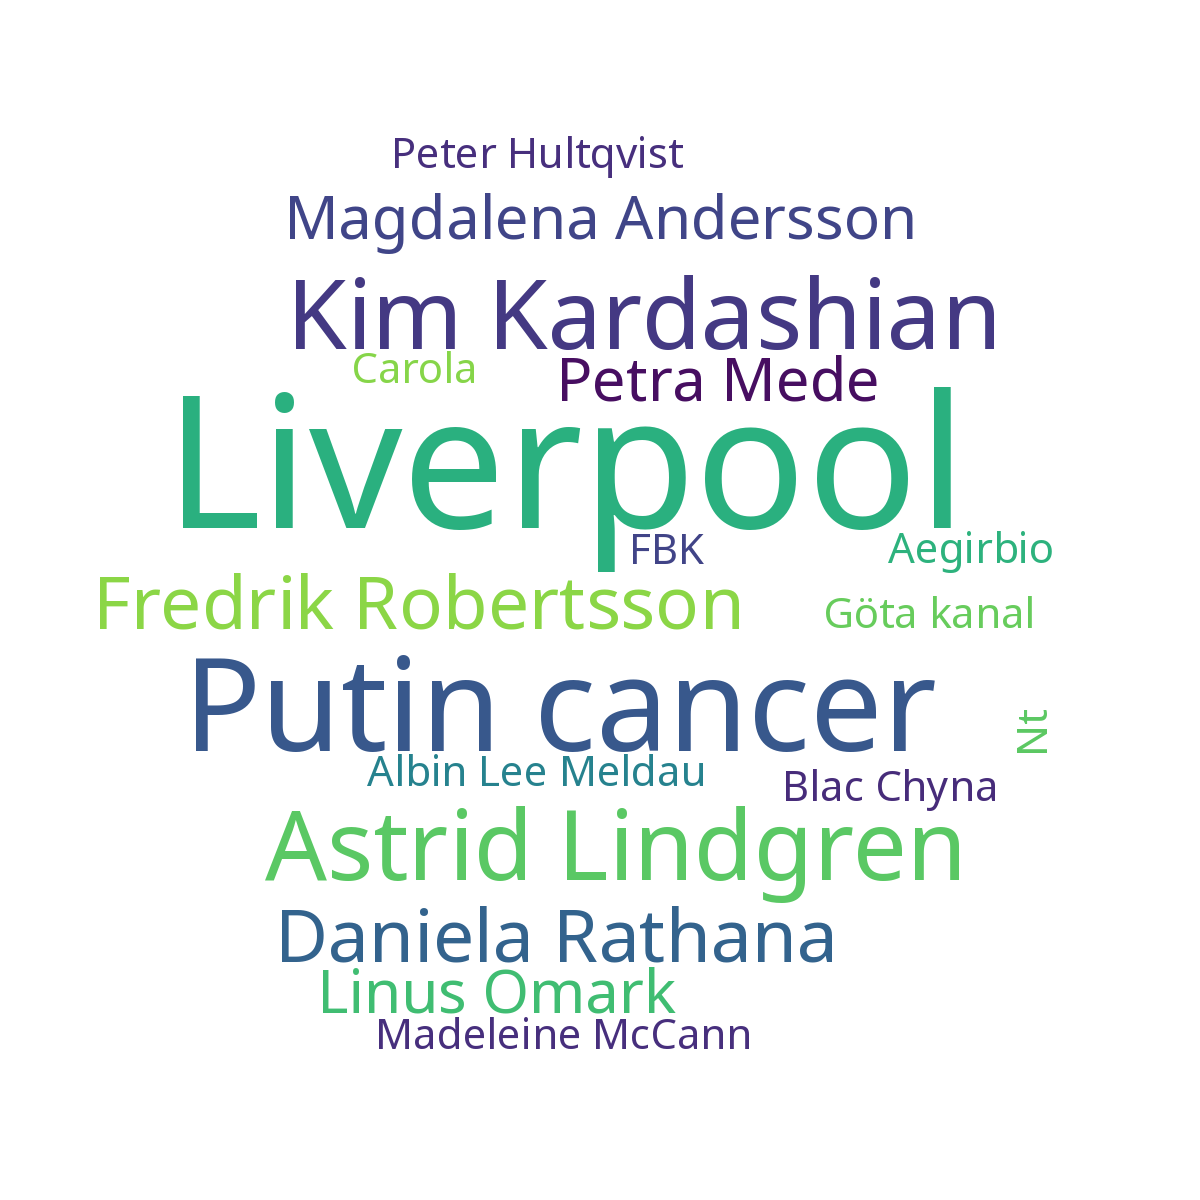 Peter Hultqvist
Magdalena Andersson
Kim Kardashian
Carola
Petra Mede
Liverpool
FBK
Aegirbio
Fredrik Robertsson
Göta kanal
Putin cancer
Nt
Albin Lee Meldau
Blac Chyna
Astrid Lindgren
Daniela Rathana
Linus Omark
Madeleine McCann